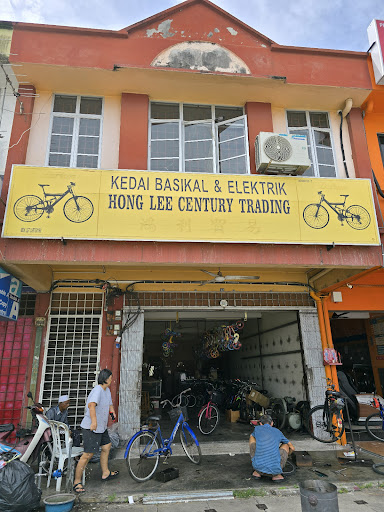 KEDAI BASIKAL & ELEKTRIK
HONG LEE CENTURY TRADING